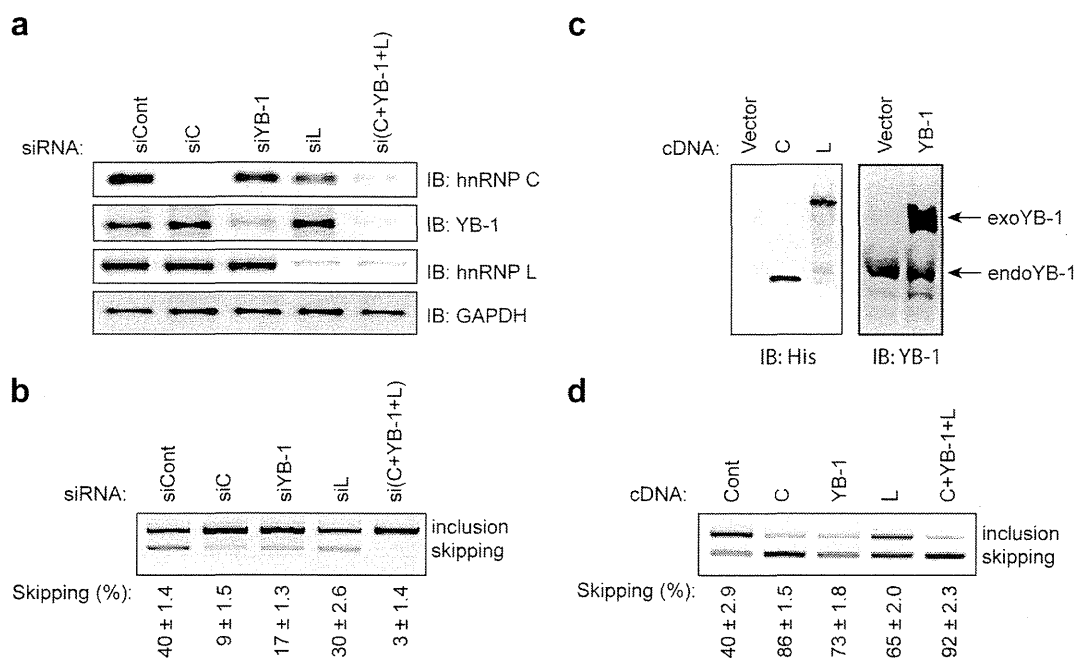 a
siRNA:
siCont
siC
siYB-1
siL
si(C+YB-1+L)
IB: hnRNP C
IB: YB-1
IB: hnRNP L
IB: GAPDH
b
siRNA:
siCont
siC
siYB-1
siL
si(C+YB-1+L)
inclusion
skipping
Skipping (%):
40 ± 1.4
9 ± 1.5
17 ± 1.3
30 ± 2.6
3 ± 1.4
c
cDNA:
Vector
C
L
Vector
YB-1
exoYB-1
endoYB-1
IB: His
IB: YB-1
d
cDNA:
Cont
C
YB-1
L
C+YB-1+L
inclusion
skipping
Skipping (%):
40 ± 2.9
86 ± 1.5
73 ± 1.8
65 ± 2.0
92 ± 2.3